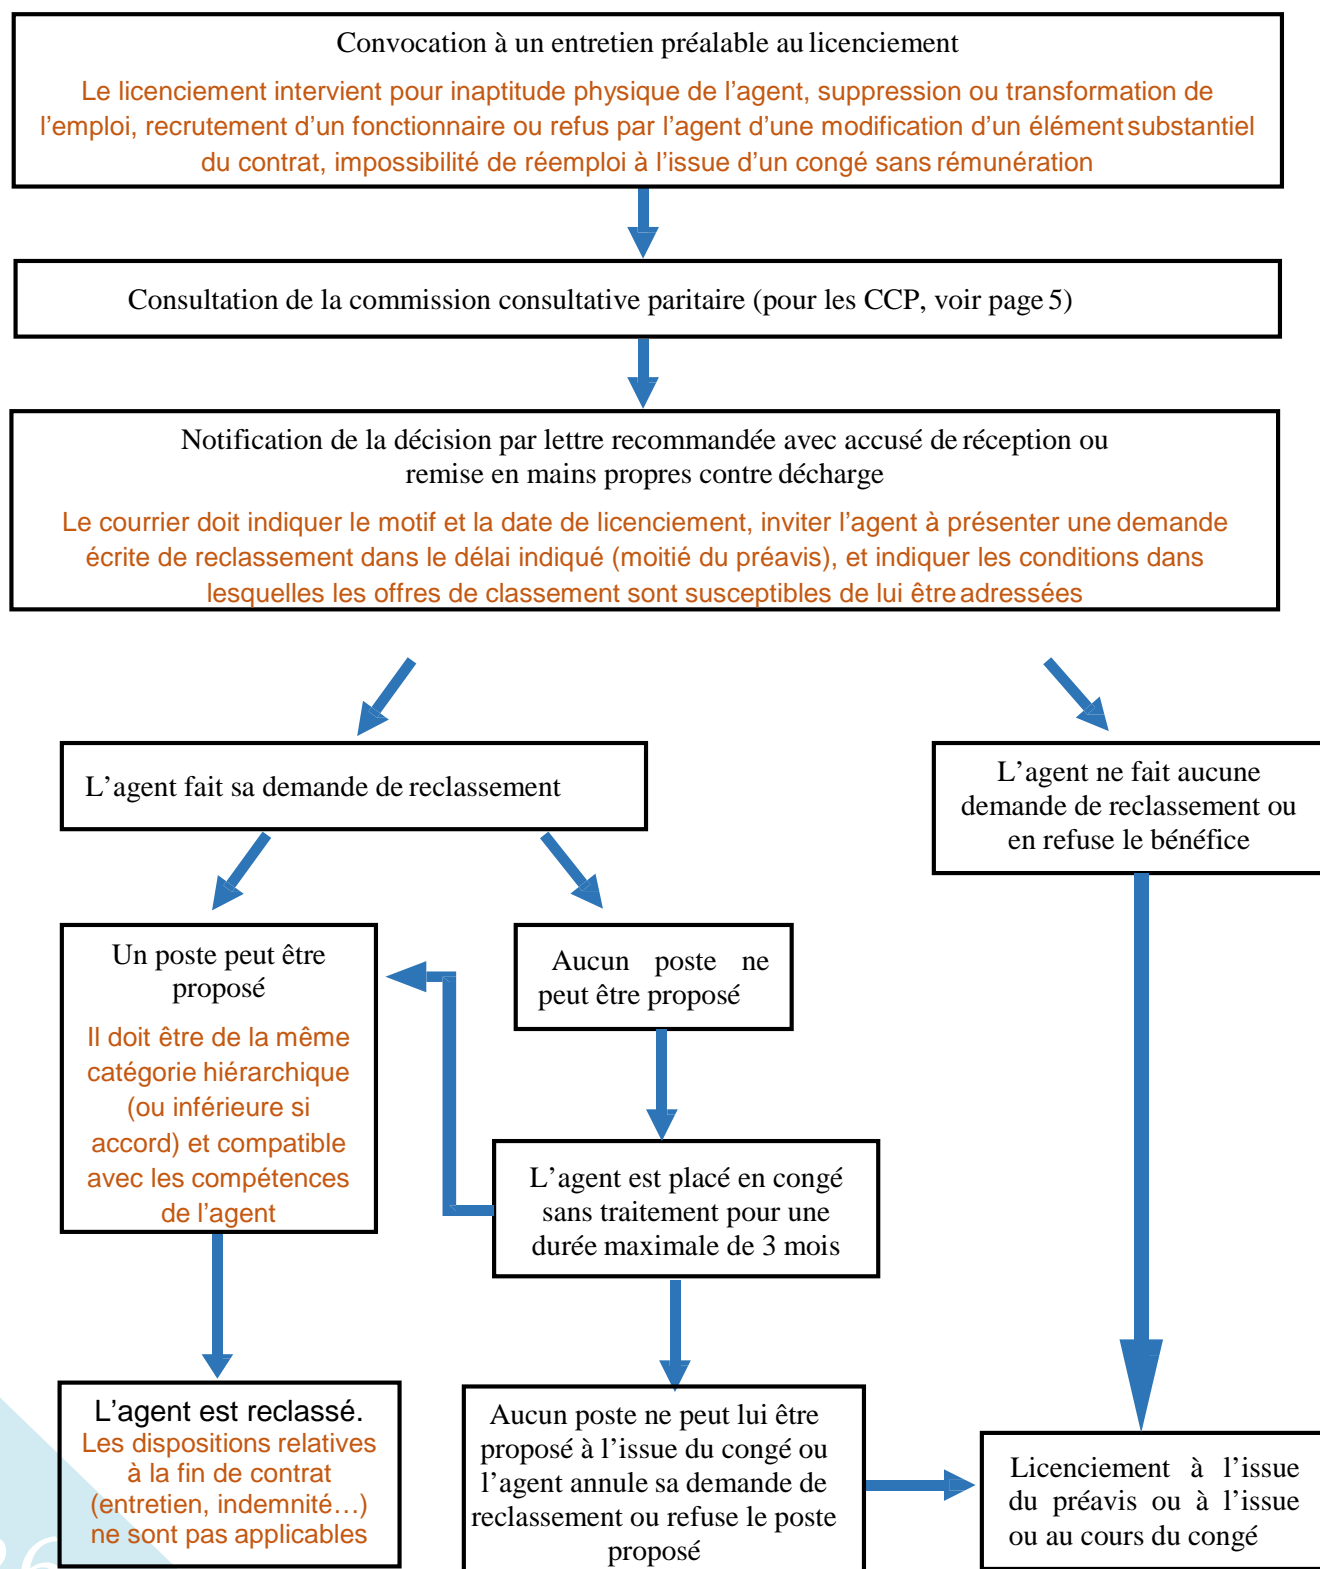 Convocation à un entretien préalable au licenciement
Le licenciement intervient pour inaptitude physique de l’agent, suppression ou transformation de
l’emploi, recrutement d’un fonctionnaire ou refus par l’agent d’une modification d’un élément substantiel
du contrat, impossibilité de réemploi à l’issue d’un congé sans rémunération
Consultation de la commission consultative paritaire (pour les CCP, voir page 5)
Notification de la décision par lettre recommandée avec accusé de réception ou
remise en mains propres contre décharge
Le courrier doit indiquer le motif et la date de licenciement, inviter l’agent à présenter une demande
écrite de reclassement dans le délai indiqué (moitié du préavis), et indiquer les conditions dans
lesquelles les offres de classement sont susceptibles de lui être adressées
L’agent fait sa demande de reclassement
L’agent ne fait aucune
demande de reclassement ou
en refuse le bénéfice
Un poste peut être
proposé
Il doit être de la même
catégorie hiérarchique
(ou inférieure si
accord) et compatible
avec les compétences
de l’agent
Aucun poste ne
peut être proposé
L’agent est placé en congé
sans traitement pour une
durée maximale de 3 mois
L’agent est reclassé.
Les dispositions relatives
à la fin de contrat
(entretien, indemnité…)
ne sont pas applicables
Aucun poste ne peut lui être
proposé à l’issue du congé ou
l’agent annule sa demande de
reclassement ou refuse le poste
proposé
Licenciement à l’issue
du préavis ou à l’issue
ou au cours du congé